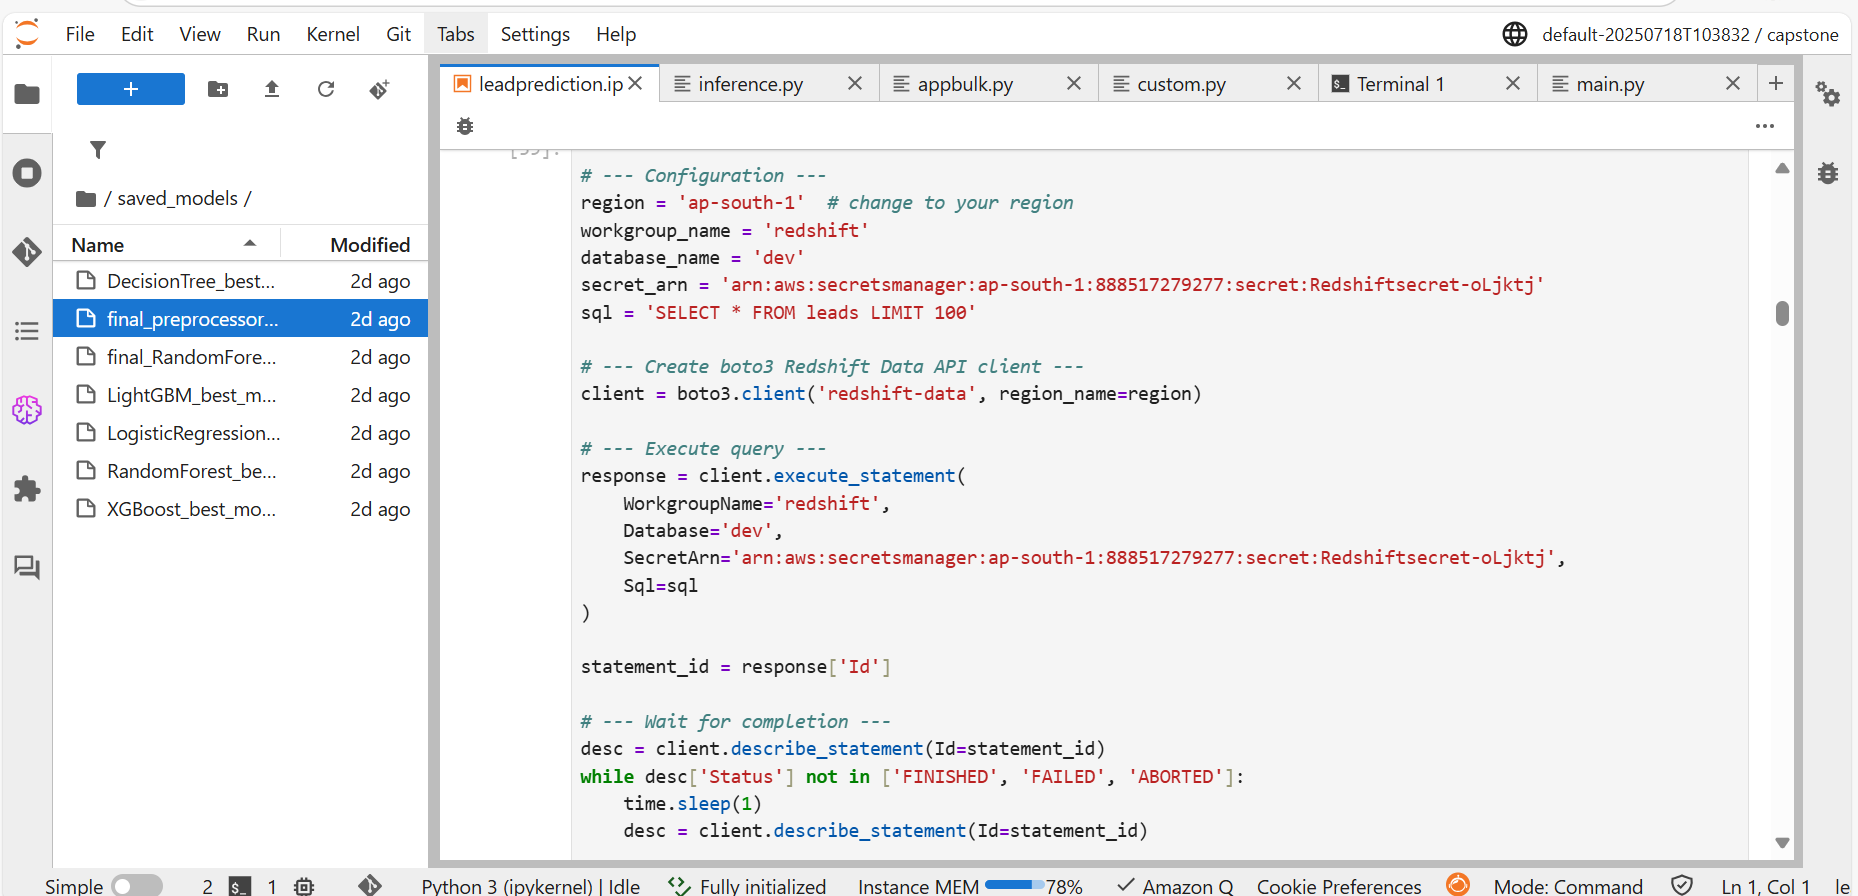 File Edit View Run Kernel Git Tabs Settings Help
default-20250718T103832 / capstone
leadprediction.ip
inference.py
appbulk.py
custom.py
Terminal 1
main.py
/ saved_models /
Name Modified
DecisionTree_best... 2d ago
final_preprocessor... 2d ago
final_RandomFore... 2d ago
LightGBM_best_m... 2d ago
LogisticRegression... 2d ago
RandomForest_be... 2d ago
XGBoost_best_mo... 2d ago
# --- Configuration ---
region = 'ap-south-1'  # change to your region
workgroup_name = 'redshift'
database_name = 'dev'
secret_arn = 'arn:aws:secretsmanager:ap-south-1:888517279277:secret:Redshiftsecret-oLjktj'
sql = 'SELECT * FROM leads LIMIT 100'
# --- Create boto3 Redshift Data API client ---
client = boto3.client('redshift-data', region_name=region)
# --- Execute query ---
response = client.execute_statement(
    WorkgroupName='redshift',
    Database='dev',
    SecretArn='arn:aws:secretsmanager:ap-south-1:888517279277:secret:Redshiftsecret-oLjktj',
    Sql=sql
)
statement_id = response['Id']
# --- Wait for completion ---
desc = client.describe_statement(Id=statement_id)
while desc['Status'] not in ['FINISHED', 'FAILED', 'ABORTED']:
    time.sleep(1)
    desc = client.describe_statement(Id=statement_id)
Simple 2 $_ 1 Python 3 (ipykernel) | Idle Fully initialized Instance MEM 78% Amazon Q Cookie Preferences Mode: Command Ln 1, Col 1 le